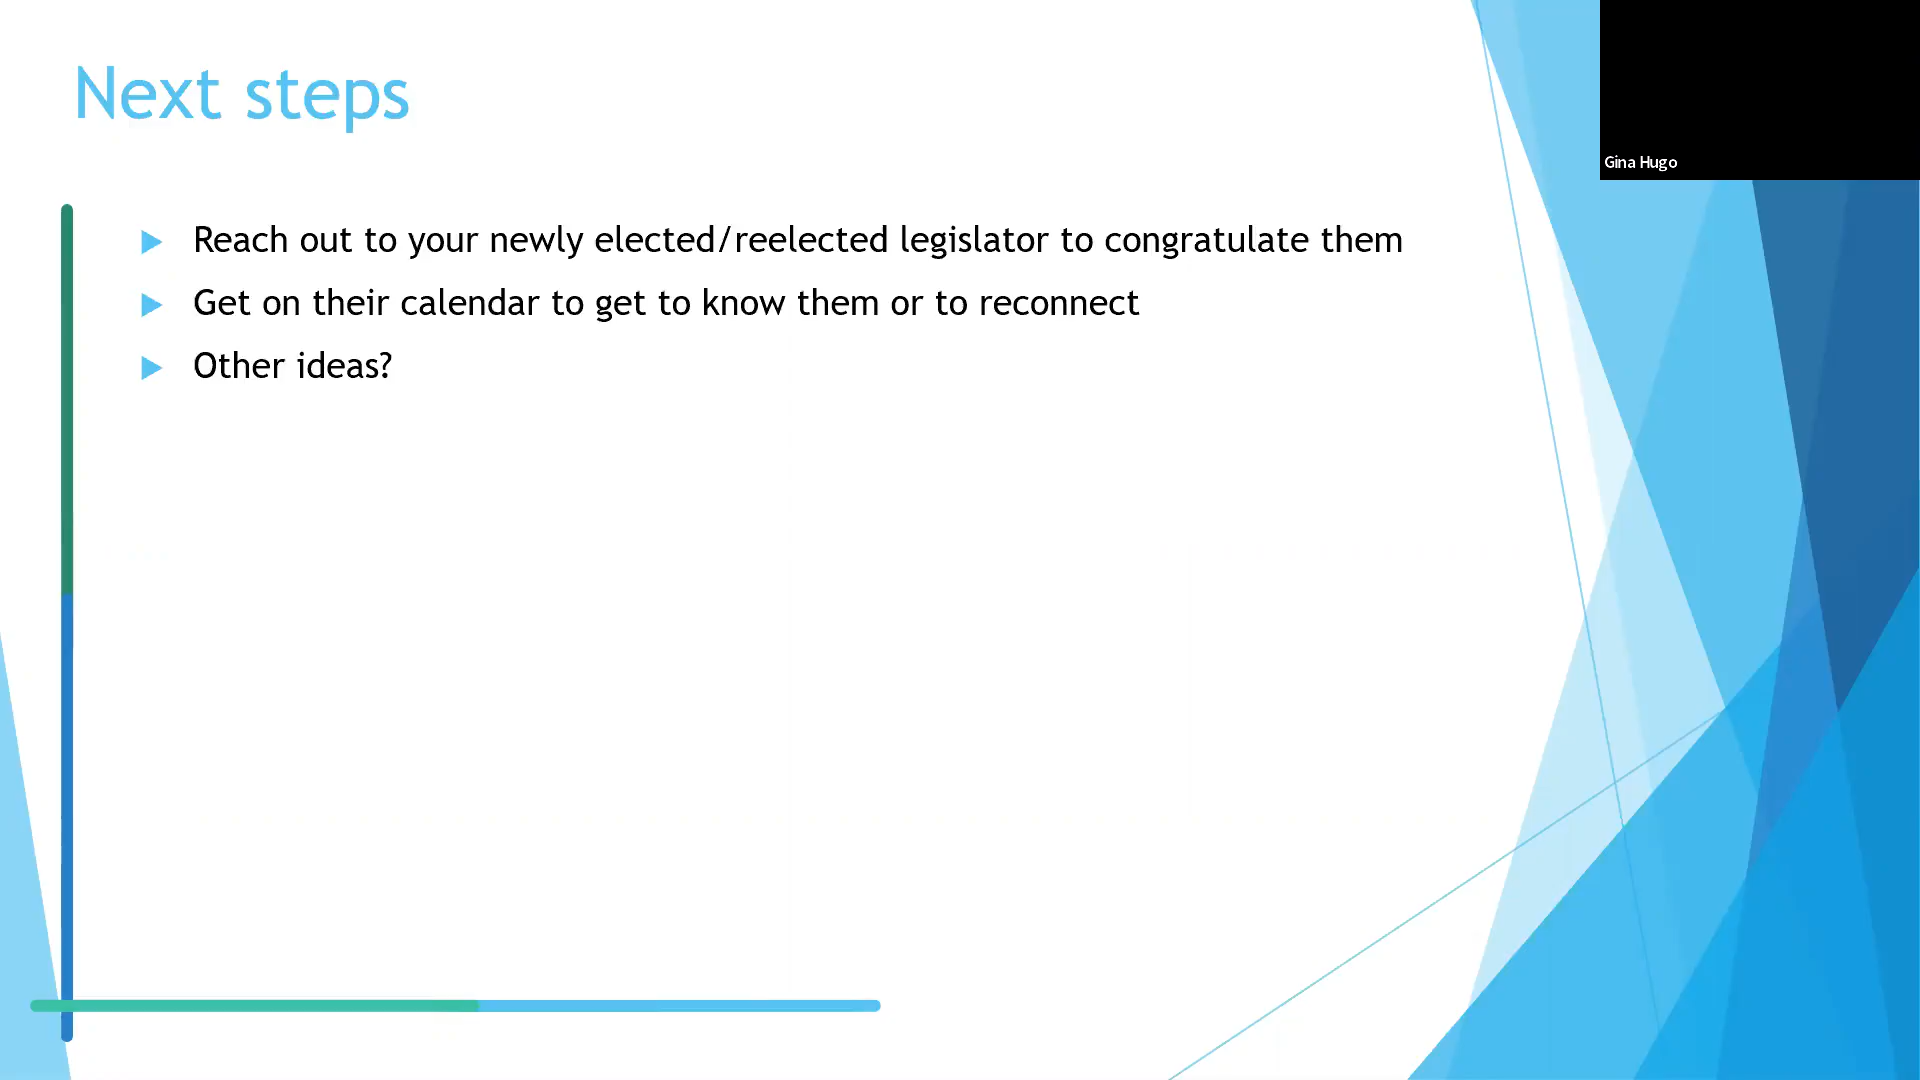 Next steps
Gina Hugo
Reach out to your newly elected/reelected legislator to congratulate them
Get on their calendar to get to know them or to reconnect
Other ideas?